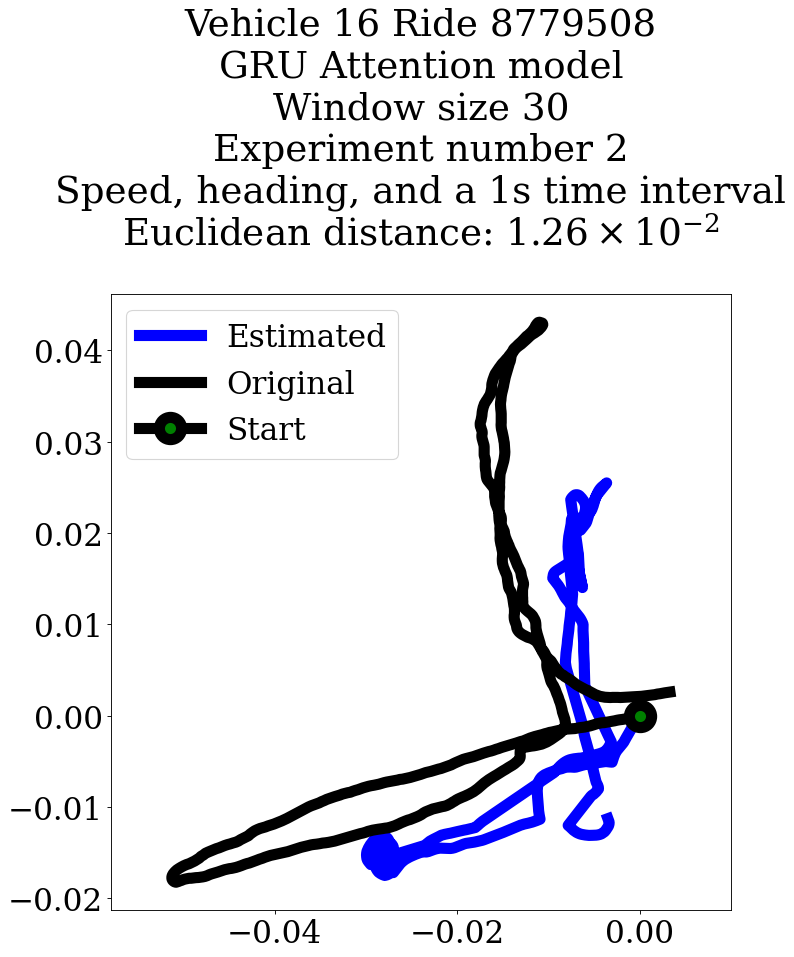 Vehicle 16 Ride 8779508
GRU Attention model
Window size 30
Experiment number 2
Speed, heading, and a 1s time interval
Euclidean distance: 1.26 × 10⁻²
Estimated
Original
Start
0.04
0.03
0.02
0.01
0.00
−0.01
−0.02
−0.04
−0.02
0.00